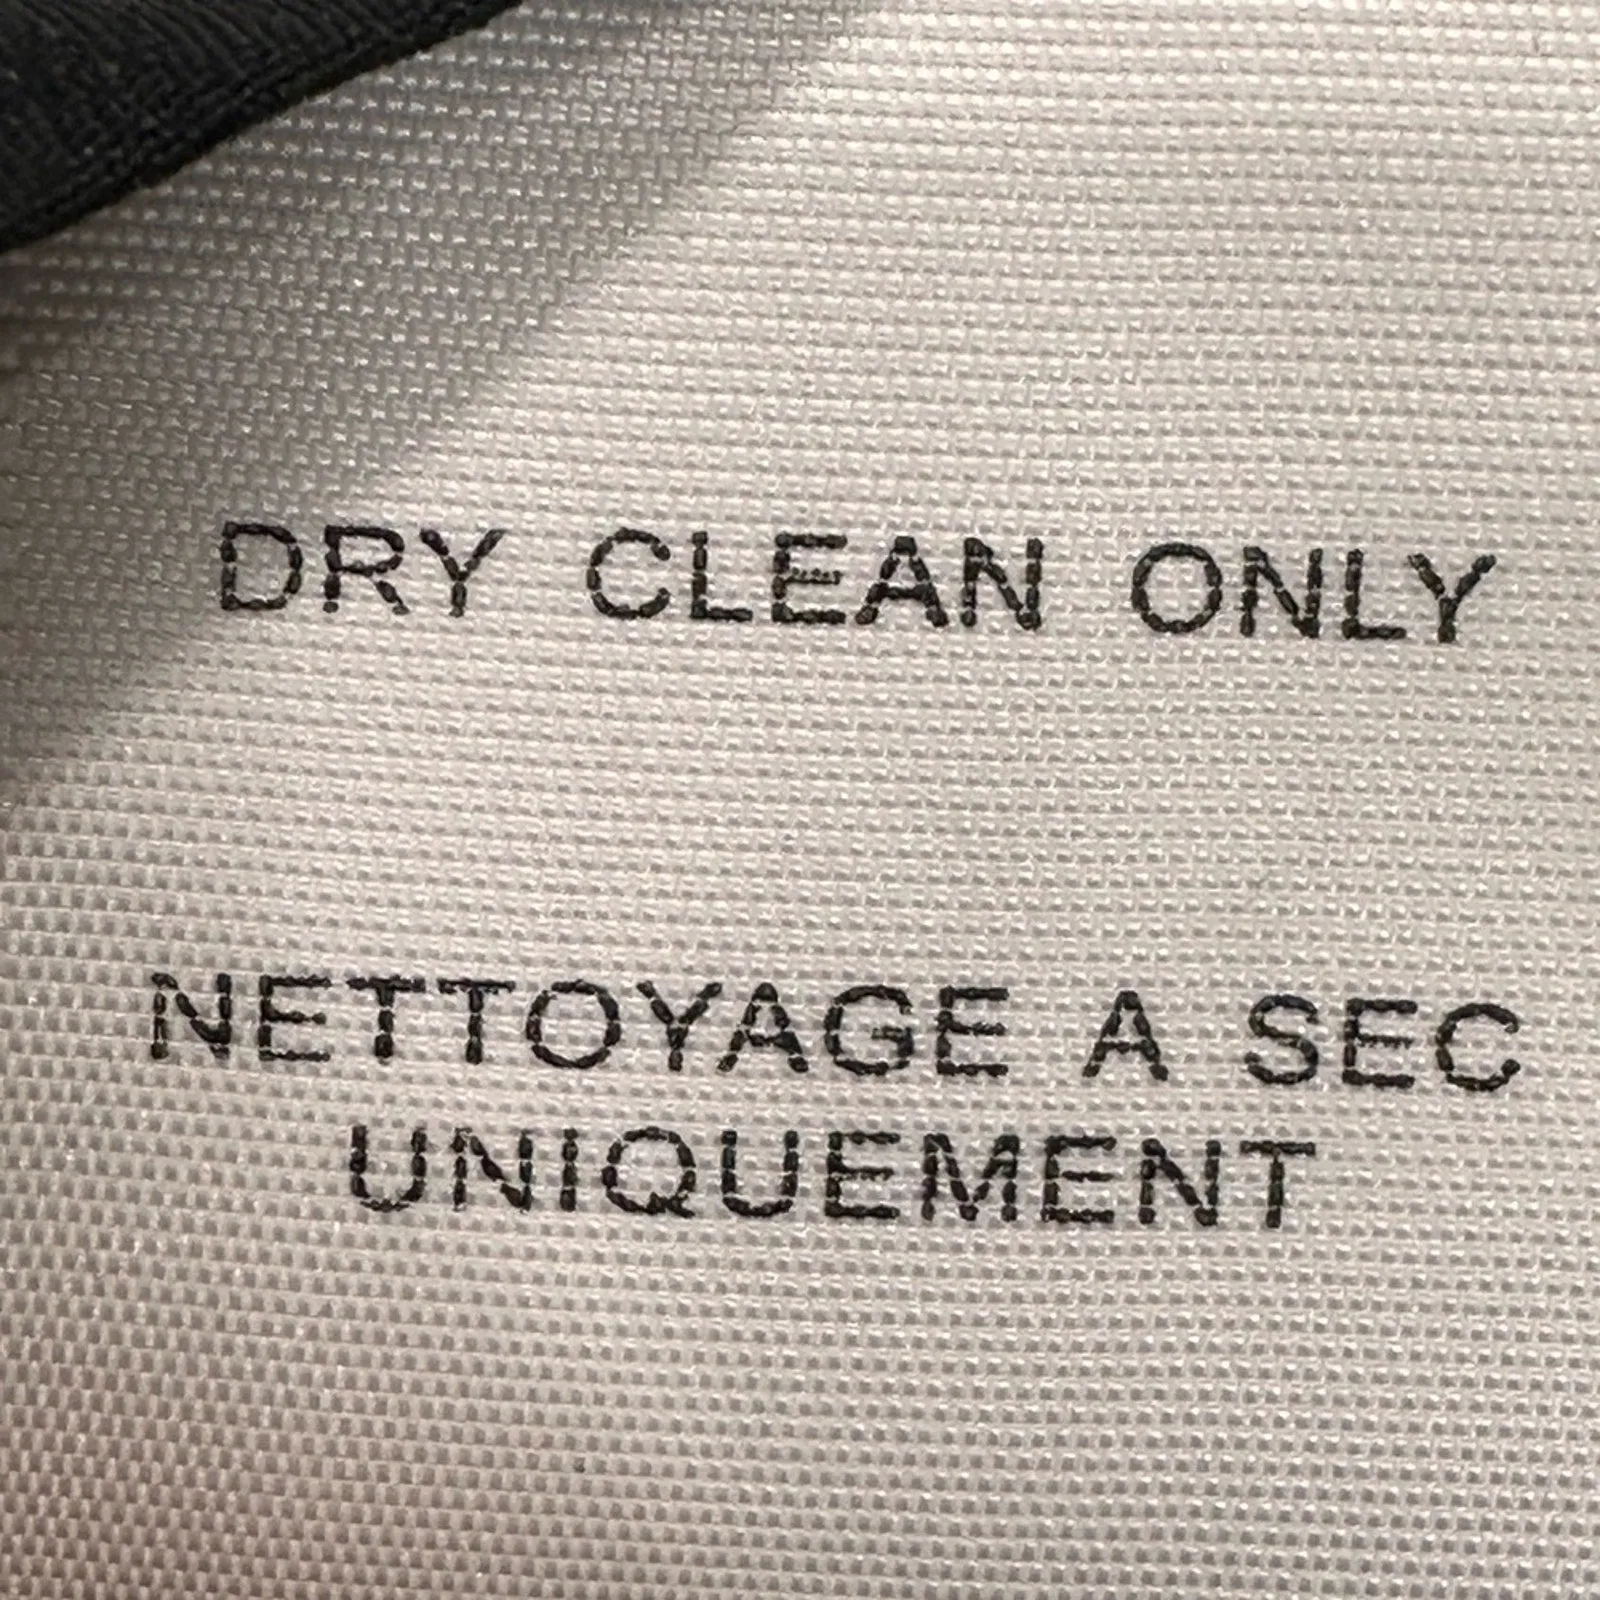 DRY CLEAN ONLY
NETTOYAGE A SEC
UNIQUEMENT